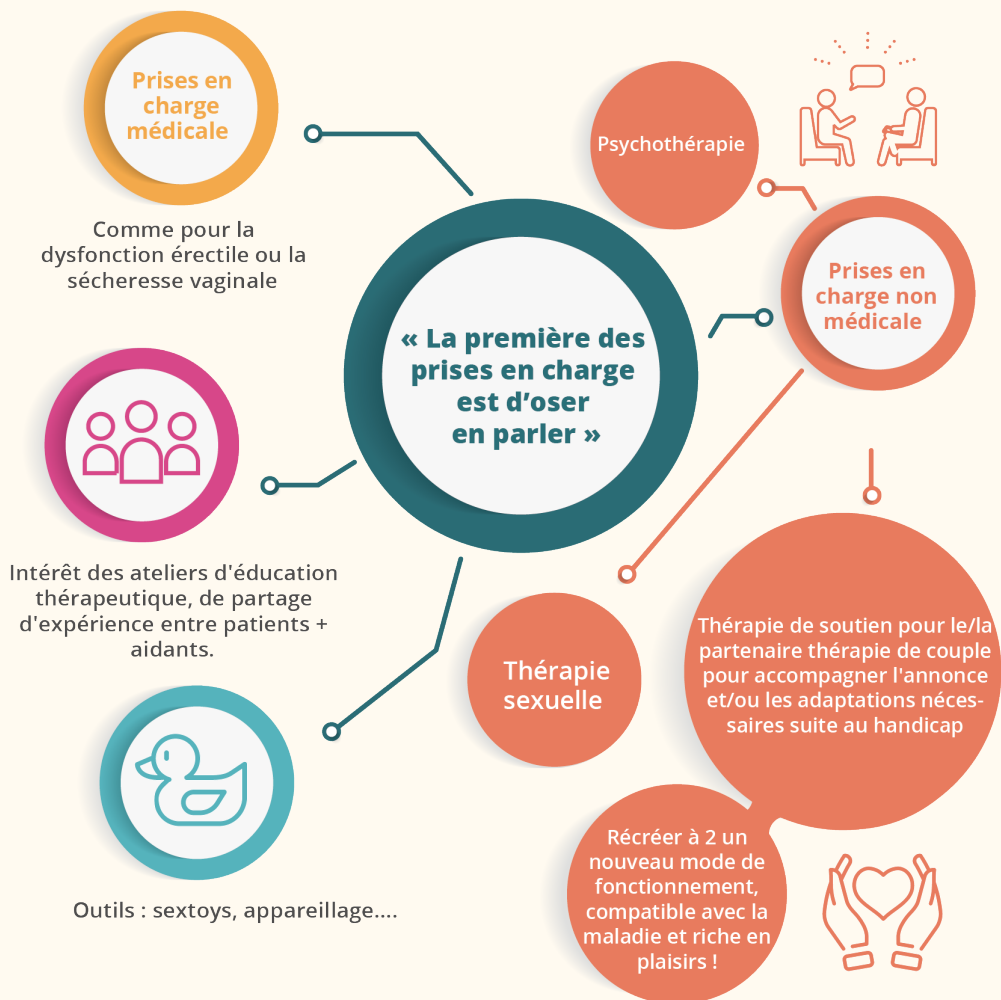 Prises en
charge
médicale
Comme pour la
dysfonction érectile ou la
sécheresse vaginale
« La première des
prises en charge
est d'oser
en parler »
Psychothérapie
Prises en
charge non
médicale
Intérêt des ateliers d'éducation
thérapeutique, de partage
d'expérience entre patients +
aidants.
Thérapie
sexuelle
Thérapie de soutien pour le/la
partenaire thérapie de couple
pour accompagner l'annonce
et/ou les adaptations néces-
saires suite au handicap
Outils : sextoys, appareillage....
Récréer à 2 un
nouveau mode de
fonctionnement,
compatible avec la
maladie et riche en
plaisirs !